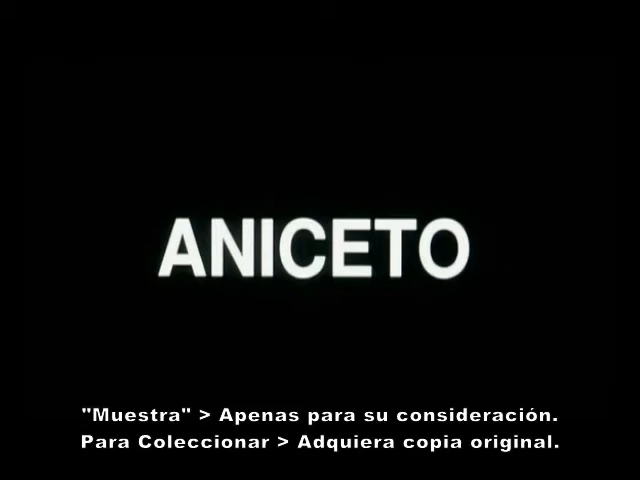 ANICETO
"Muestra" > Apenas para su consideración.
Para Coleccionar > Adquiera copia original.